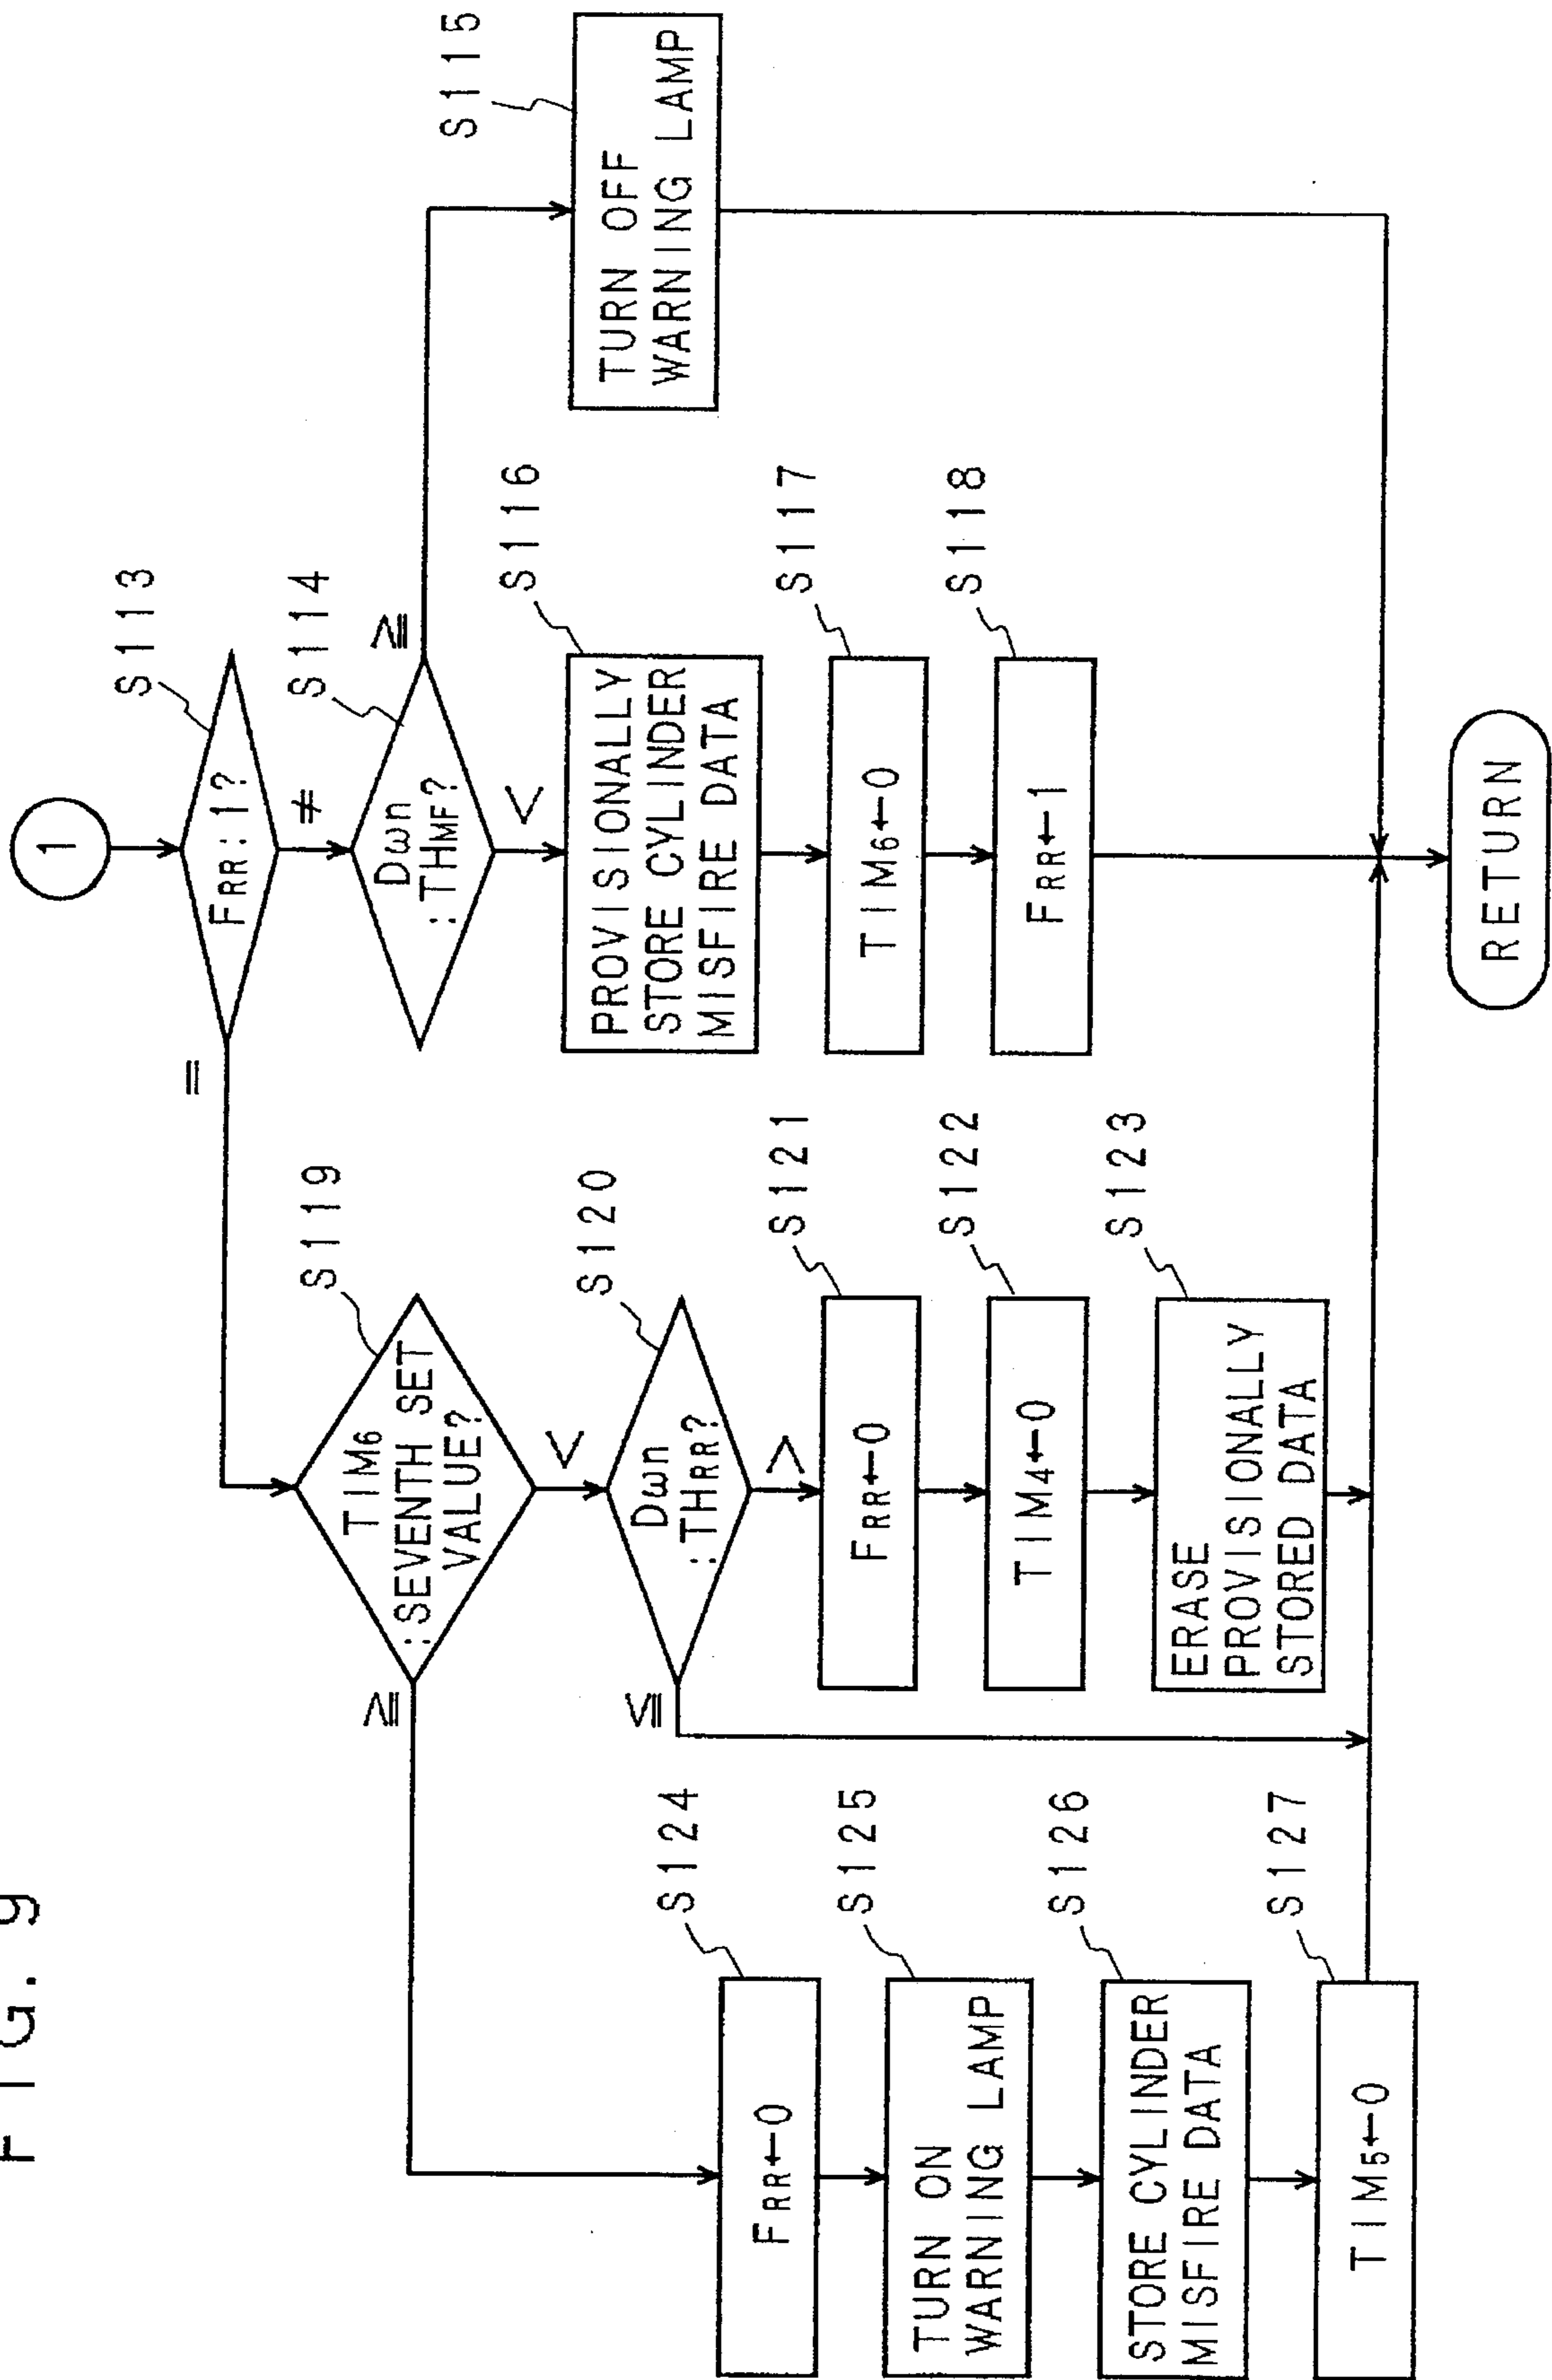 FIG. 9
1
S113
FRR:1?
=
≠
S114
Dωn
:THMF?
≧
<
S115
TURN OFF
WARNING LAMP
S116
PROVISIONALLY
STORE CYLINDER
MISFIRE DATA
S117
TIM6←0
S118
FRR←1
S119
TIM6
:SEVENTH SET
VALUE?
≧
<
S120
Dωn
:THRR?
≦
>
S121
FRR←0
S122
TIM4←0
S123
ERASE
PROVISIONALLY
STORED DATA
S124
FRR←0
S125
TURN ON
WARNING LAMP
S126
STORE CYLINDER
MISFIRE DATA
S127
TIM5←0
RETURN